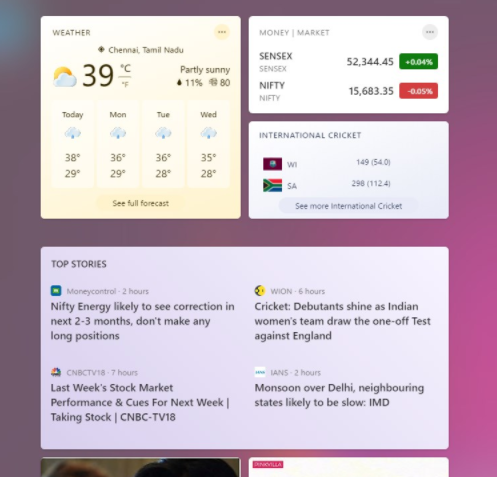 WEATHER
Chennai, Tamil Nadu
39 °C
°F
Partly sunny
11% 80
Today Mon Tue Wed
38° 36° 36° 35°
29° 29° 28° 28°
See full forecast
MONEY | MARKET
SENSEX
SENSEX
52,344.45 +0.04%
NIFTY
NIFTY
15,683.35 -0.05%
INTERNATIONAL CRICKET
WI 149 (54.0)
SA 298 (112.4)
See more International Cricket
TOP STORIES
Moneycontrol · 2 hours
Nifty Energy likely to see correction in
next 2-3 months, don't make any
long positions
WION · 6 hours
Cricket: Debutants shine as Indian
women's team draw the one-off Test
against England
CNBCTV18 · 7 hours
Last Week's Stock Market
Performance & Cues For Next Week |
Taking Stock | CNBC-TV18
IANS · 2 hours
Monsoon over Delhi, neighbouring
states likely to be slow: IMD
PINKVILLA